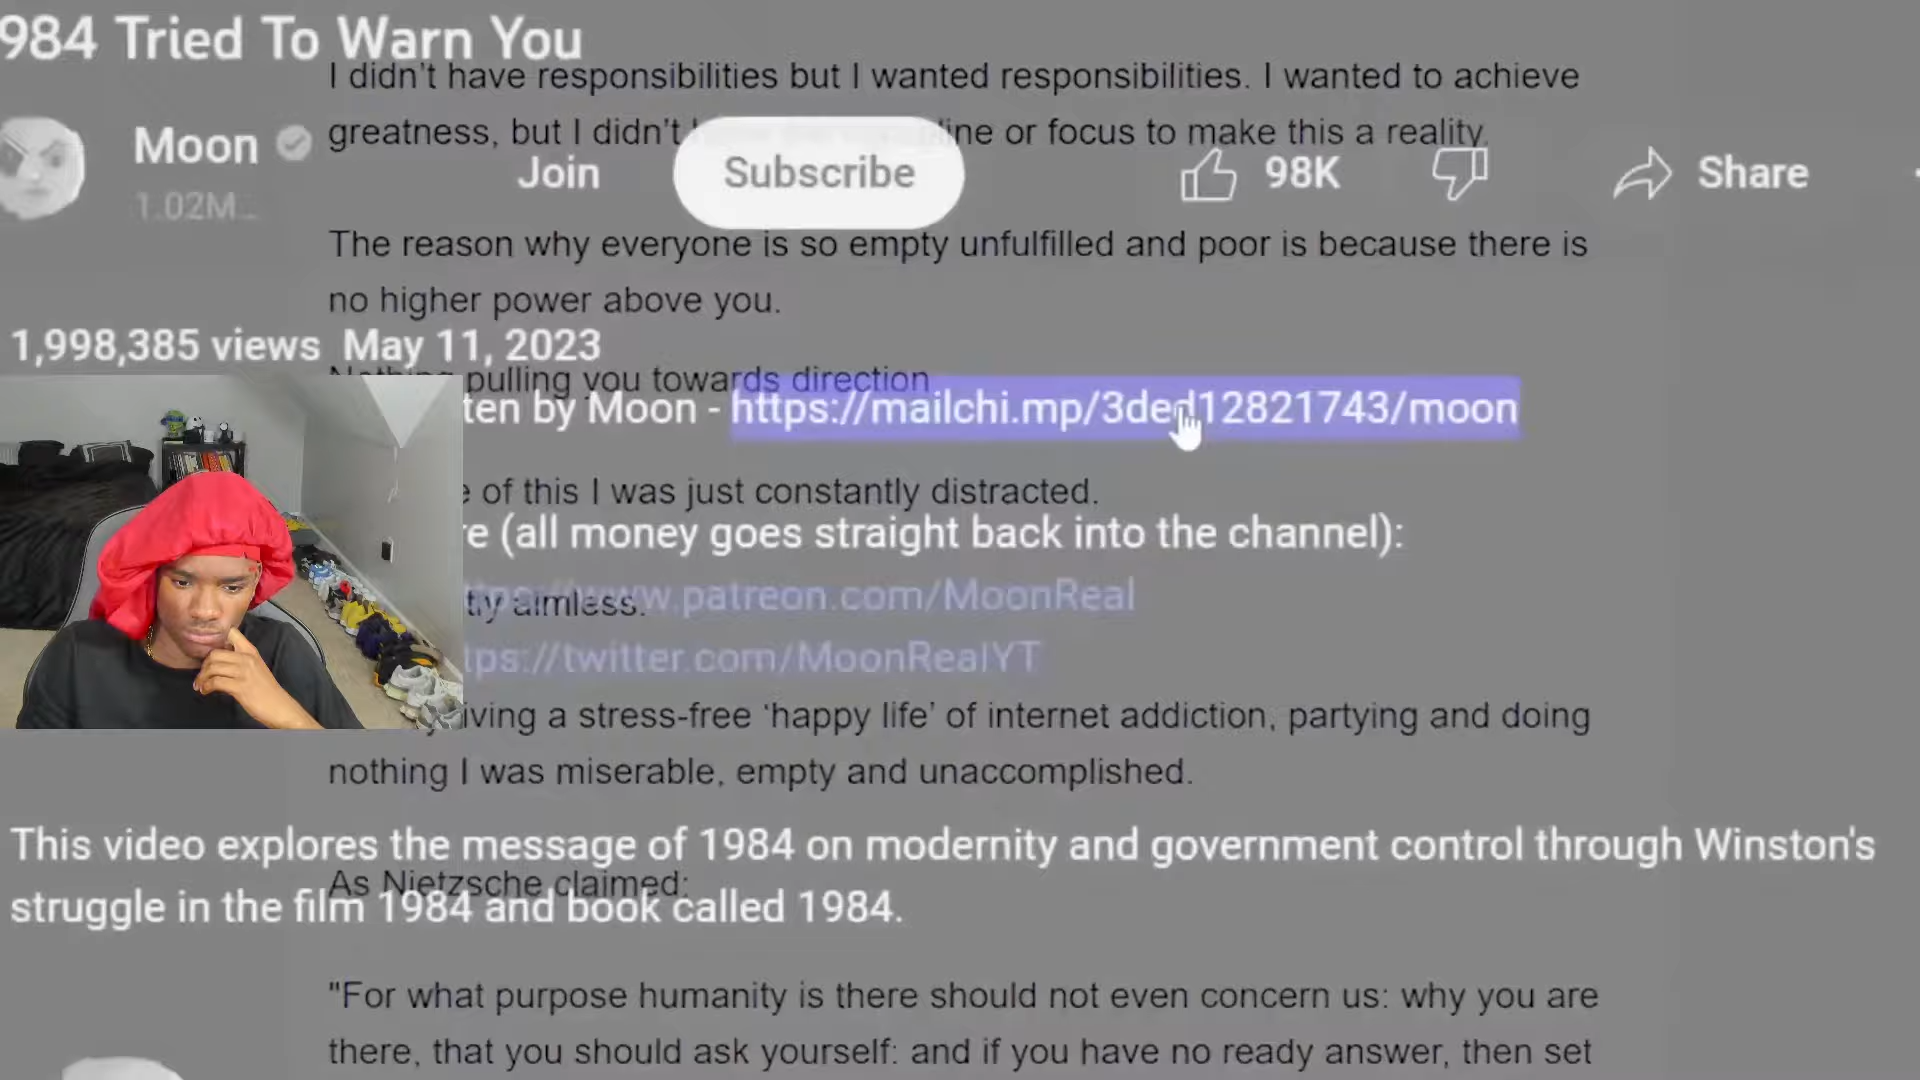 984 Tried To Warn You
I didn't have responsibilities but I wanted responsibilities. I wanted to achieve
greatness, but I didn't line or focus to make this a reality.
Moon
1.02M...
Join
Subscribe
98K
Share
The reason why everyone is so empty unfulfilled and poor is because there is
no higher power above you.
1,998,385 views May 11, 2023
Nothing pulling you towards direction
ten by Moon - https://mailchi.mp/3ded12821743/moon
e of this I was just constantly distracted.
re (all money goes straight back into the channel):
tly aimless.
www.patreon.com/MoonReal
tps://twitter.com/MoonRealYT
iving a stress-free ‘happy life’ of internet addiction, partying and doing
nothing I was miserable, empty and unaccomplished.
This video explores the message of 1984 on modernity and government control through Winston's
As Nietzsche claimed:
struggle in the film 1984 and book called 1984.
"For what purpose humanity is there should not even concern us: why you are
there, that you should ask yourself: and if you have no ready answer, then set